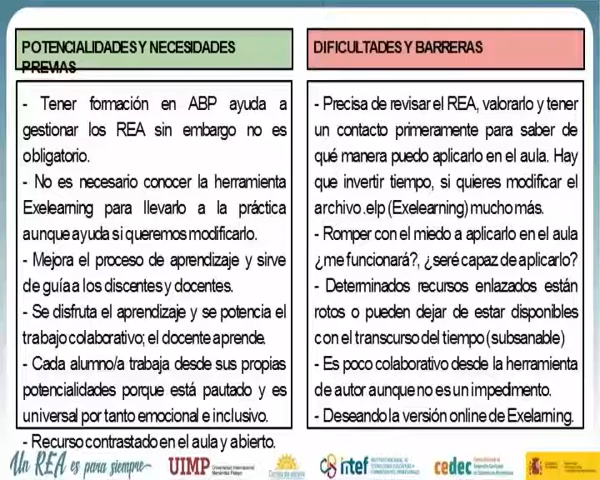 POTENCIALIDADES Y NECESIDADES
PREVIAS
- Tener formación en ABP ayuda a
gestionar los REA sin embargo no es
obligatorio.
- No es necesario conocer la herramienta
Exelearning para llevarlo a la práctica
aunque ayuda si queremos modificarlo.
- Mejora el proceso de aprendizaje y sirve
de guía a los discentes y docentes.
- Se disfruta el aprendizaje y se potencia el
trabajo colaborativo; el docente aprende.
- Cada alumno/a trabaja desde sus propias
potencialidades porque está pautado y es
universal por tanto emocional e inclusivo.
- Recurso contrastado en el aula y abierto.
DIFICULTADES Y BARRERAS
- Precisa de revisar el REA, valorarlo y tener
un contacto primeramente para saber de
qué manera puedo aplicarlo en el aula. Hay
que invertir tiempo, si quieres modificar el
archivo .elp (Exelearning) mucho más.
- Romper con el miedo a aplicarlo en el aula
¿me funcionará?, ¿seré capaz de aplicarlo?
- Determinados recursos enlazados están
rotos o pueden dejar de estar disponibles
con el transcurso del tiempo (subsanable)
- Es poco colaborativo desde la herramienta
de autor aunque no es un impedimento.
- Deseando la versión online de Exelarning.
Un REA es para siempre
UIMP
Universidad Internacional
Menéndez Pelayo
intef
cedec